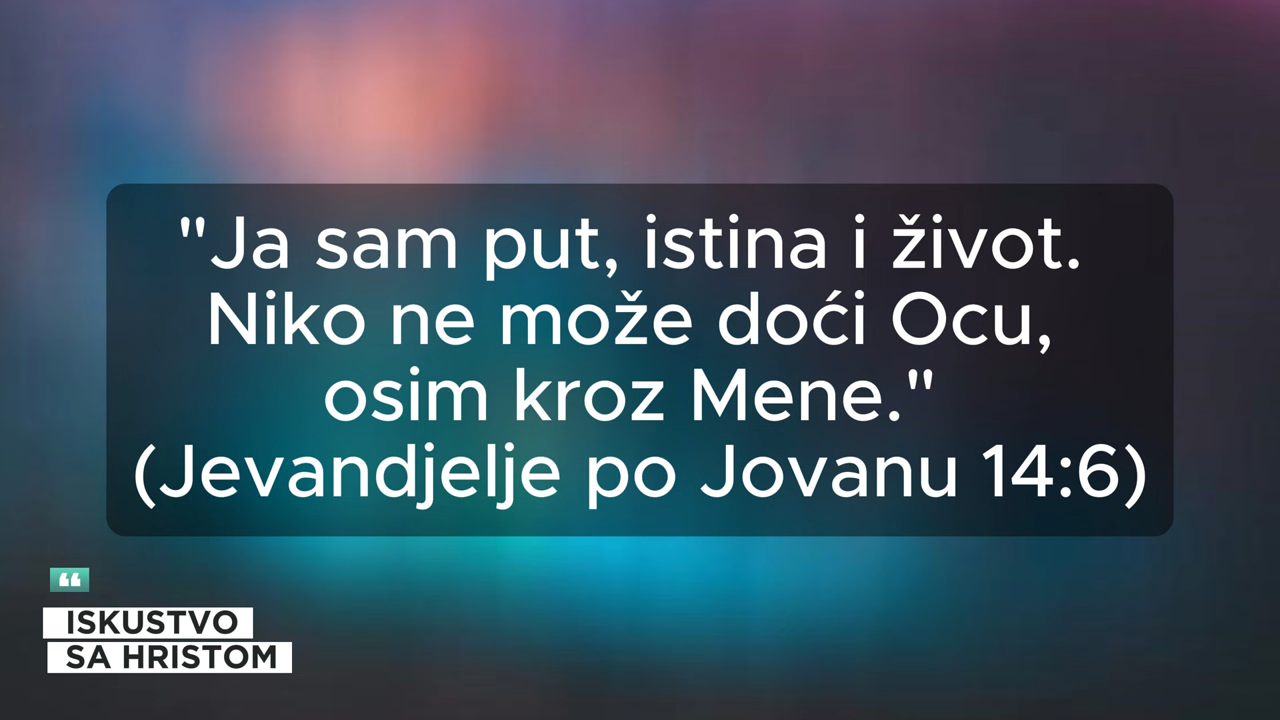 "Ja sam put, istina i život.
Niko ne može doći Ocu,
osim kroz Mene."
(Jevandjelje po Jovanu 14:6)
ISKUSTVO
SA HRISTOM